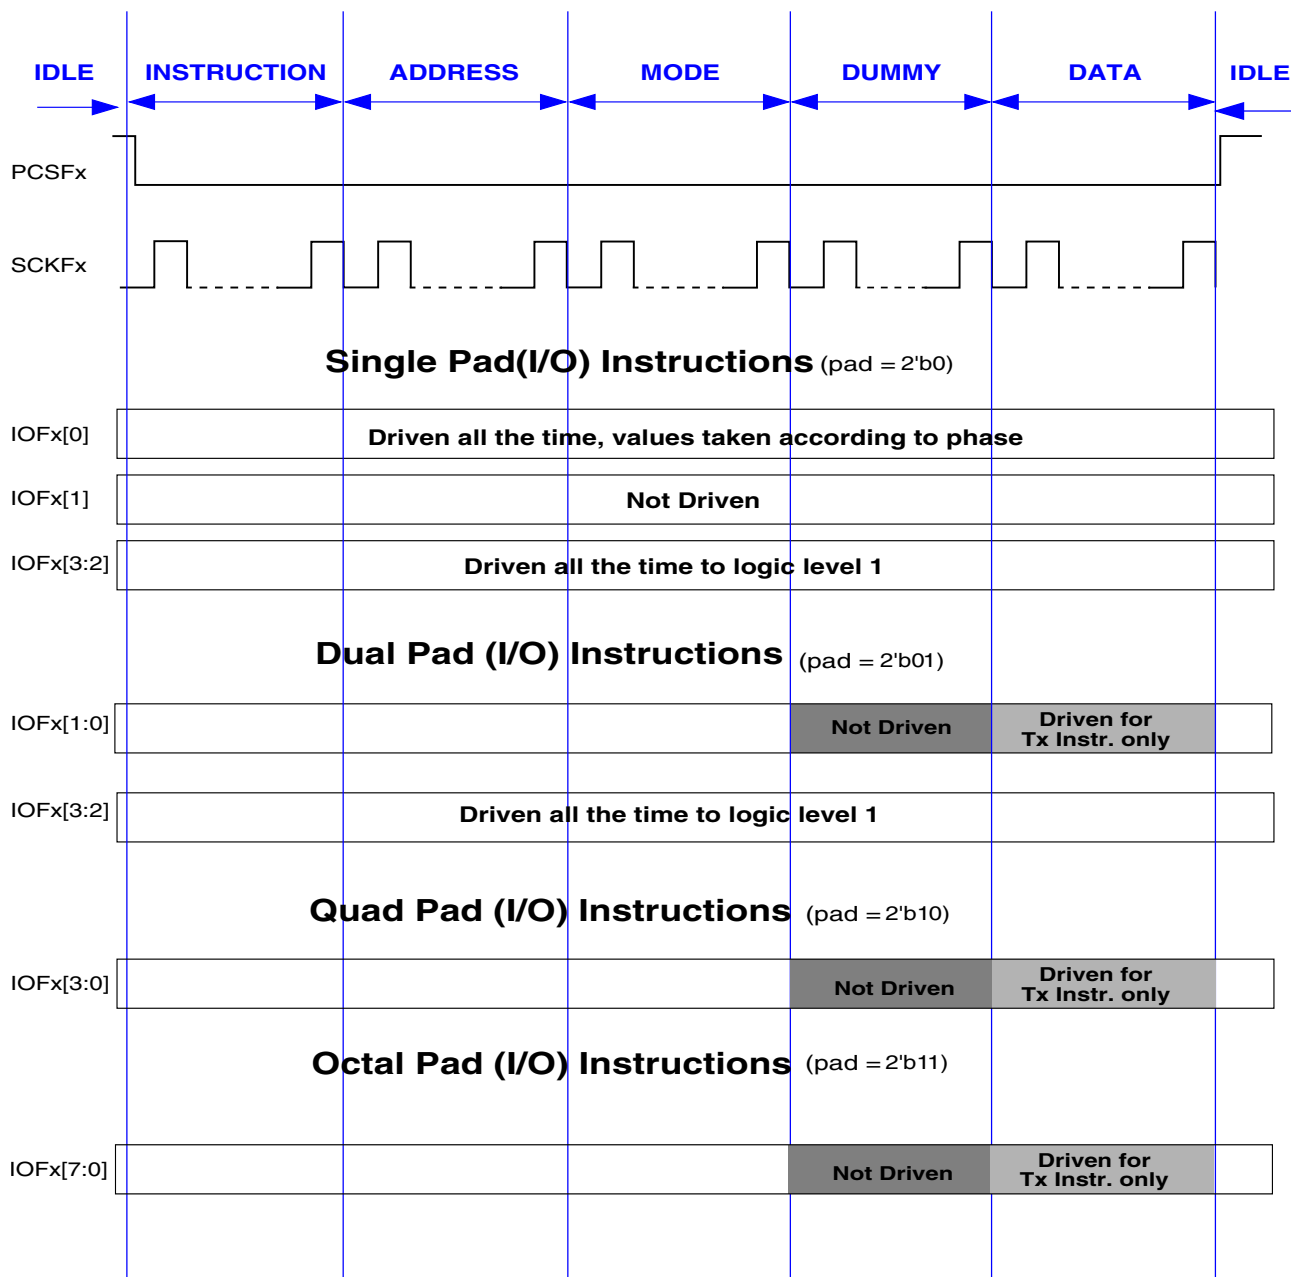 IDLE INSTRUCTION ADDRESS MODE DUMMY DATA IDLE
PCSFx
SCKFx
Single Pad(I/O) Instructions (pad = 2'b0)
IOFx[0] Driven all the time, values taken according to phase
IOFx[1] Not Driven
IOFx[3:2] Driven all the time to logic level 1
Dual Pad (I/O) Instructions (pad = 2'b01)
IOFx[1:0] Not Driven Driven for
Tx Instr. only
IOFx[3:2] Driven all the time to logic level 1
Quad Pad (I/O) Instructions (pad = 2'b10)
IOFx[3:0] Not Driven Driven for
Tx Instr. only
Octal Pad (I/O) Instructions (pad = 2'b11)
IOFx[7:0] Not Driven Driven for
Tx Instr. only